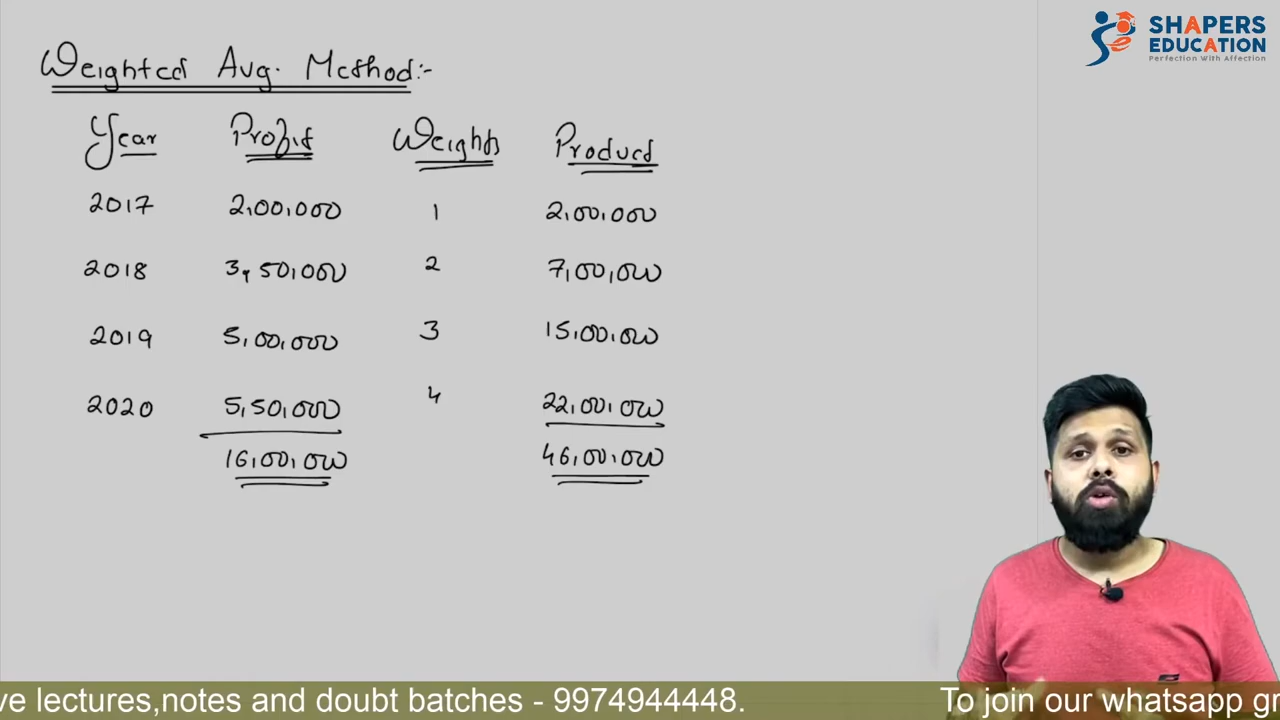 SHAPERS
EDUCATION
Perfection With Affection
Weighted Avg. Method:-
Year Profit Weights Product
2017 2,00,000 1 2,00,000
2018 3,50,000 2 7,00,000
2019 5,00,000 3 15,00,000
2020 5,50,000 4 22,00,000
16,00,000 46,00,000
ve lectures,notes and doubt batches - 9974944448. To join our whatsapp gr